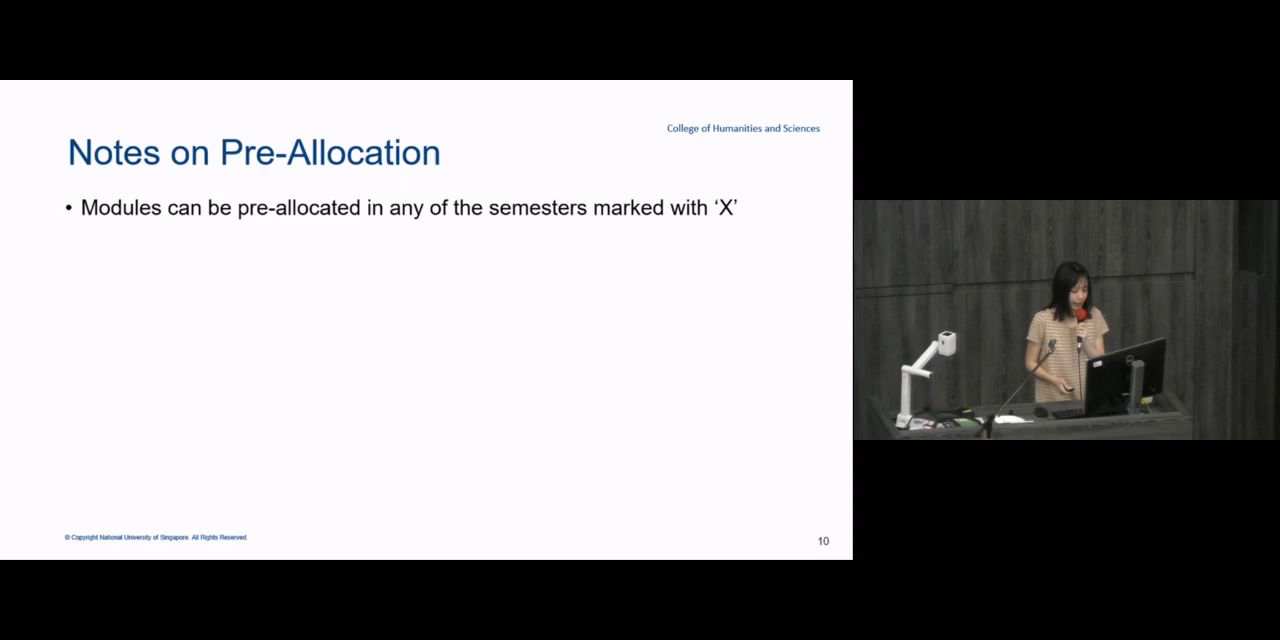 College of Humanities and Sciences
Notes on Pre-Allocation
• Modules can be pre-allocated in any of the semesters marked with ‘X’
© Copyright National University of Singapore. All Rights Reserved.
10